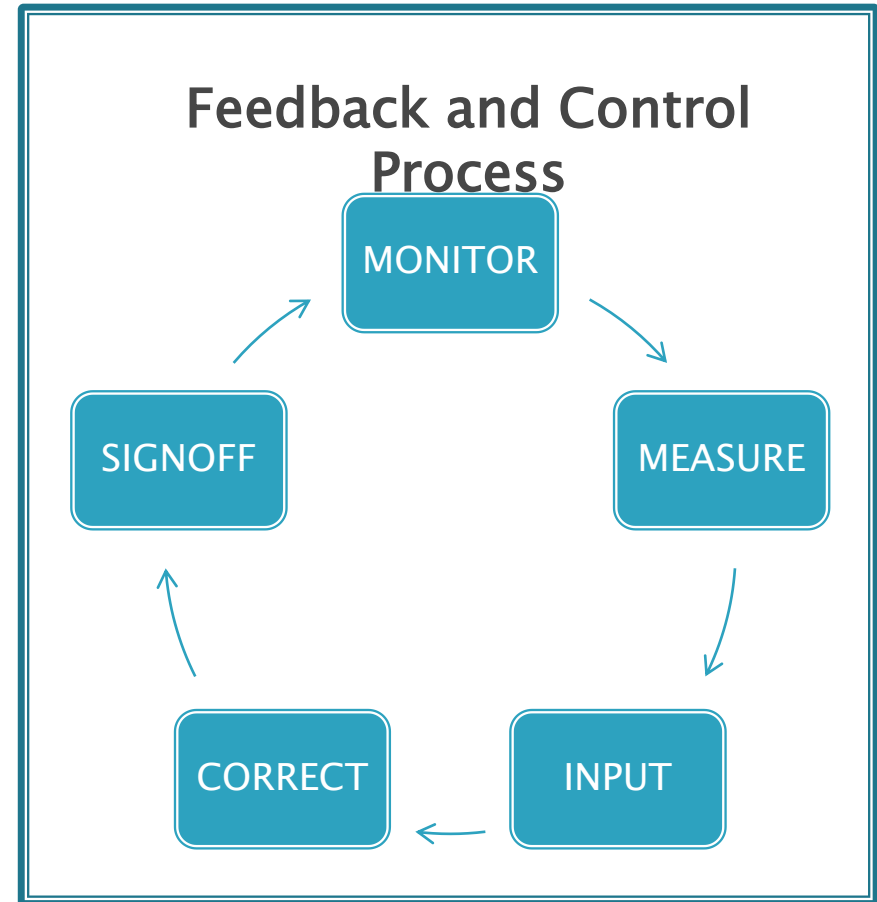 Feedback and Control
Process
MONITOR
MEASURE
INPUT
CORRECT
SIGNOFF